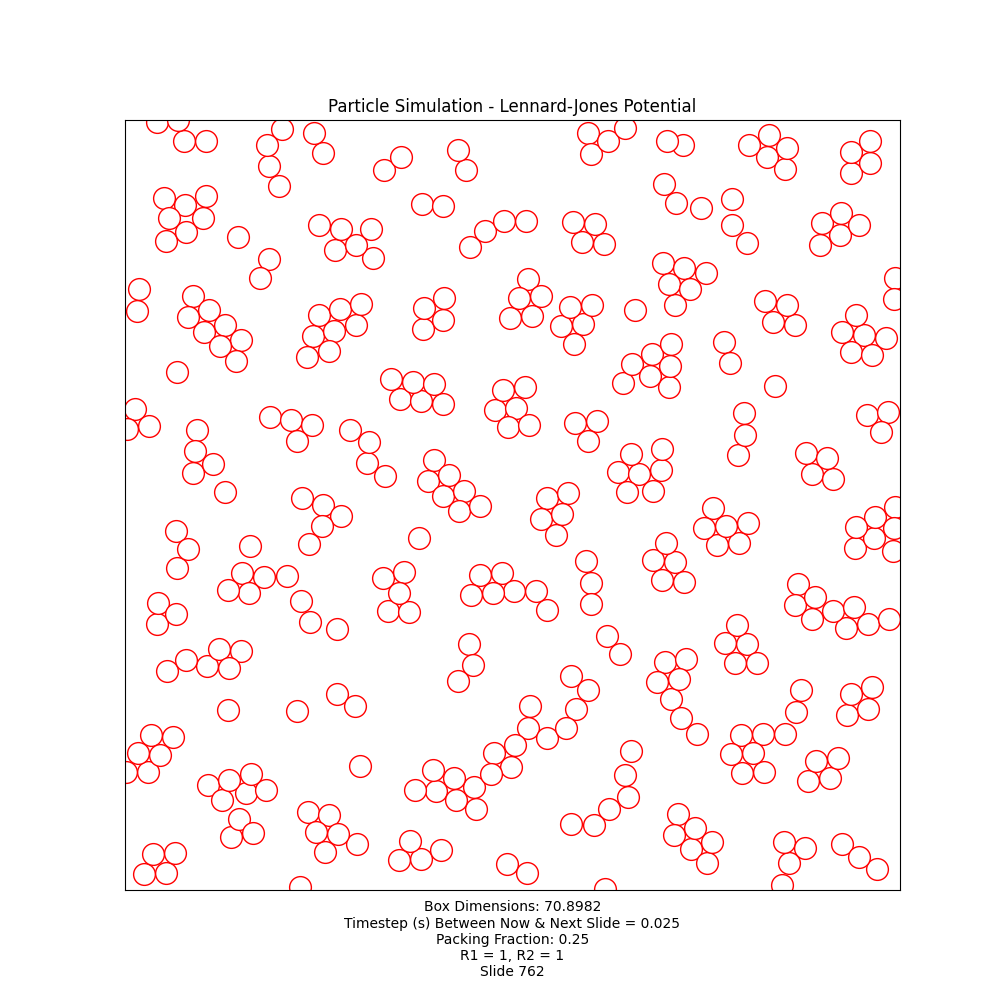 Particle Simulation - Lennard-Jones Potential
Box Dimensions: 70.8982
Timestep (s) Between Now & Next Slide = 0.025
Packing Fraction: 0.25
R1 = 1, R2 = 1
Slide 762